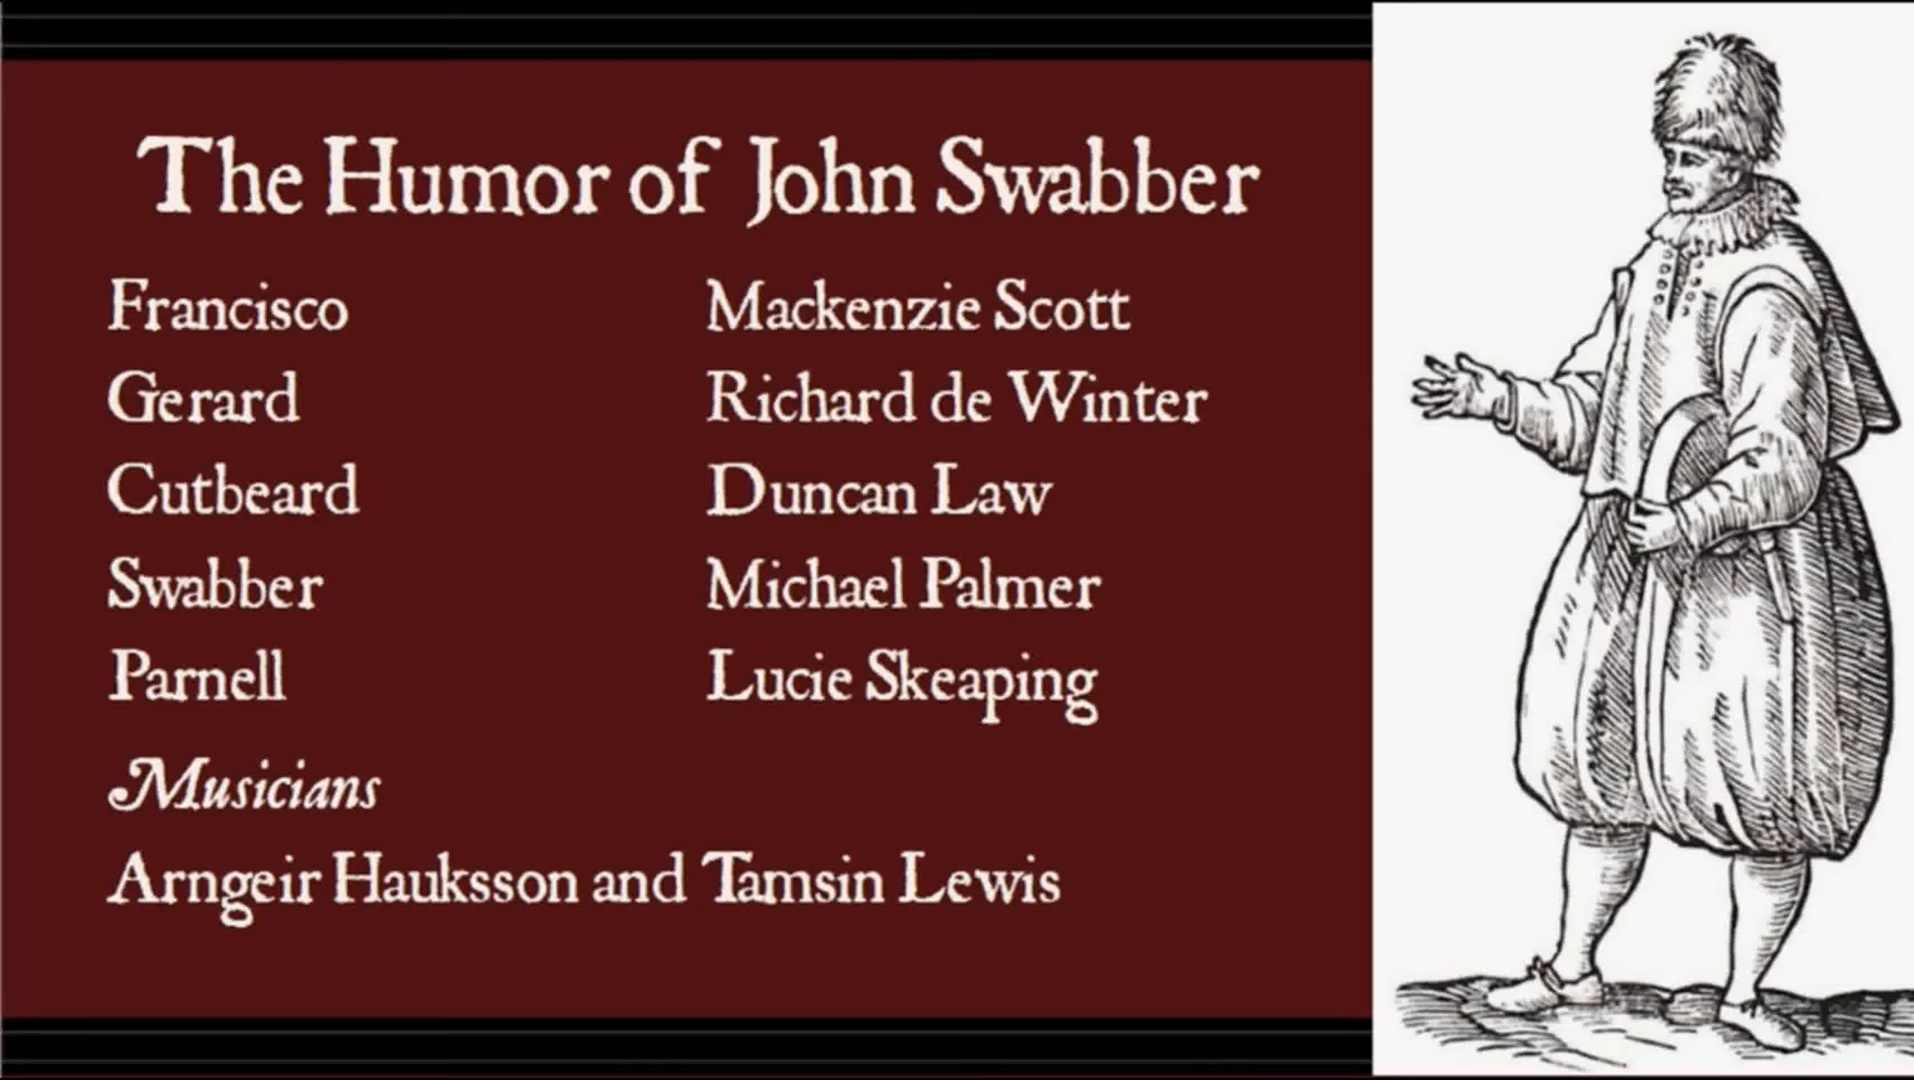 The Humor of John Swabber
Francisco Mackenzie Scott
Gerard Richard de Winter
Cutbeard Duncan Law
Swabber Michael Palmer
Parnell Lucie Skeaping
Musicians
Arngeir Hauksson and Tamsin Lewis